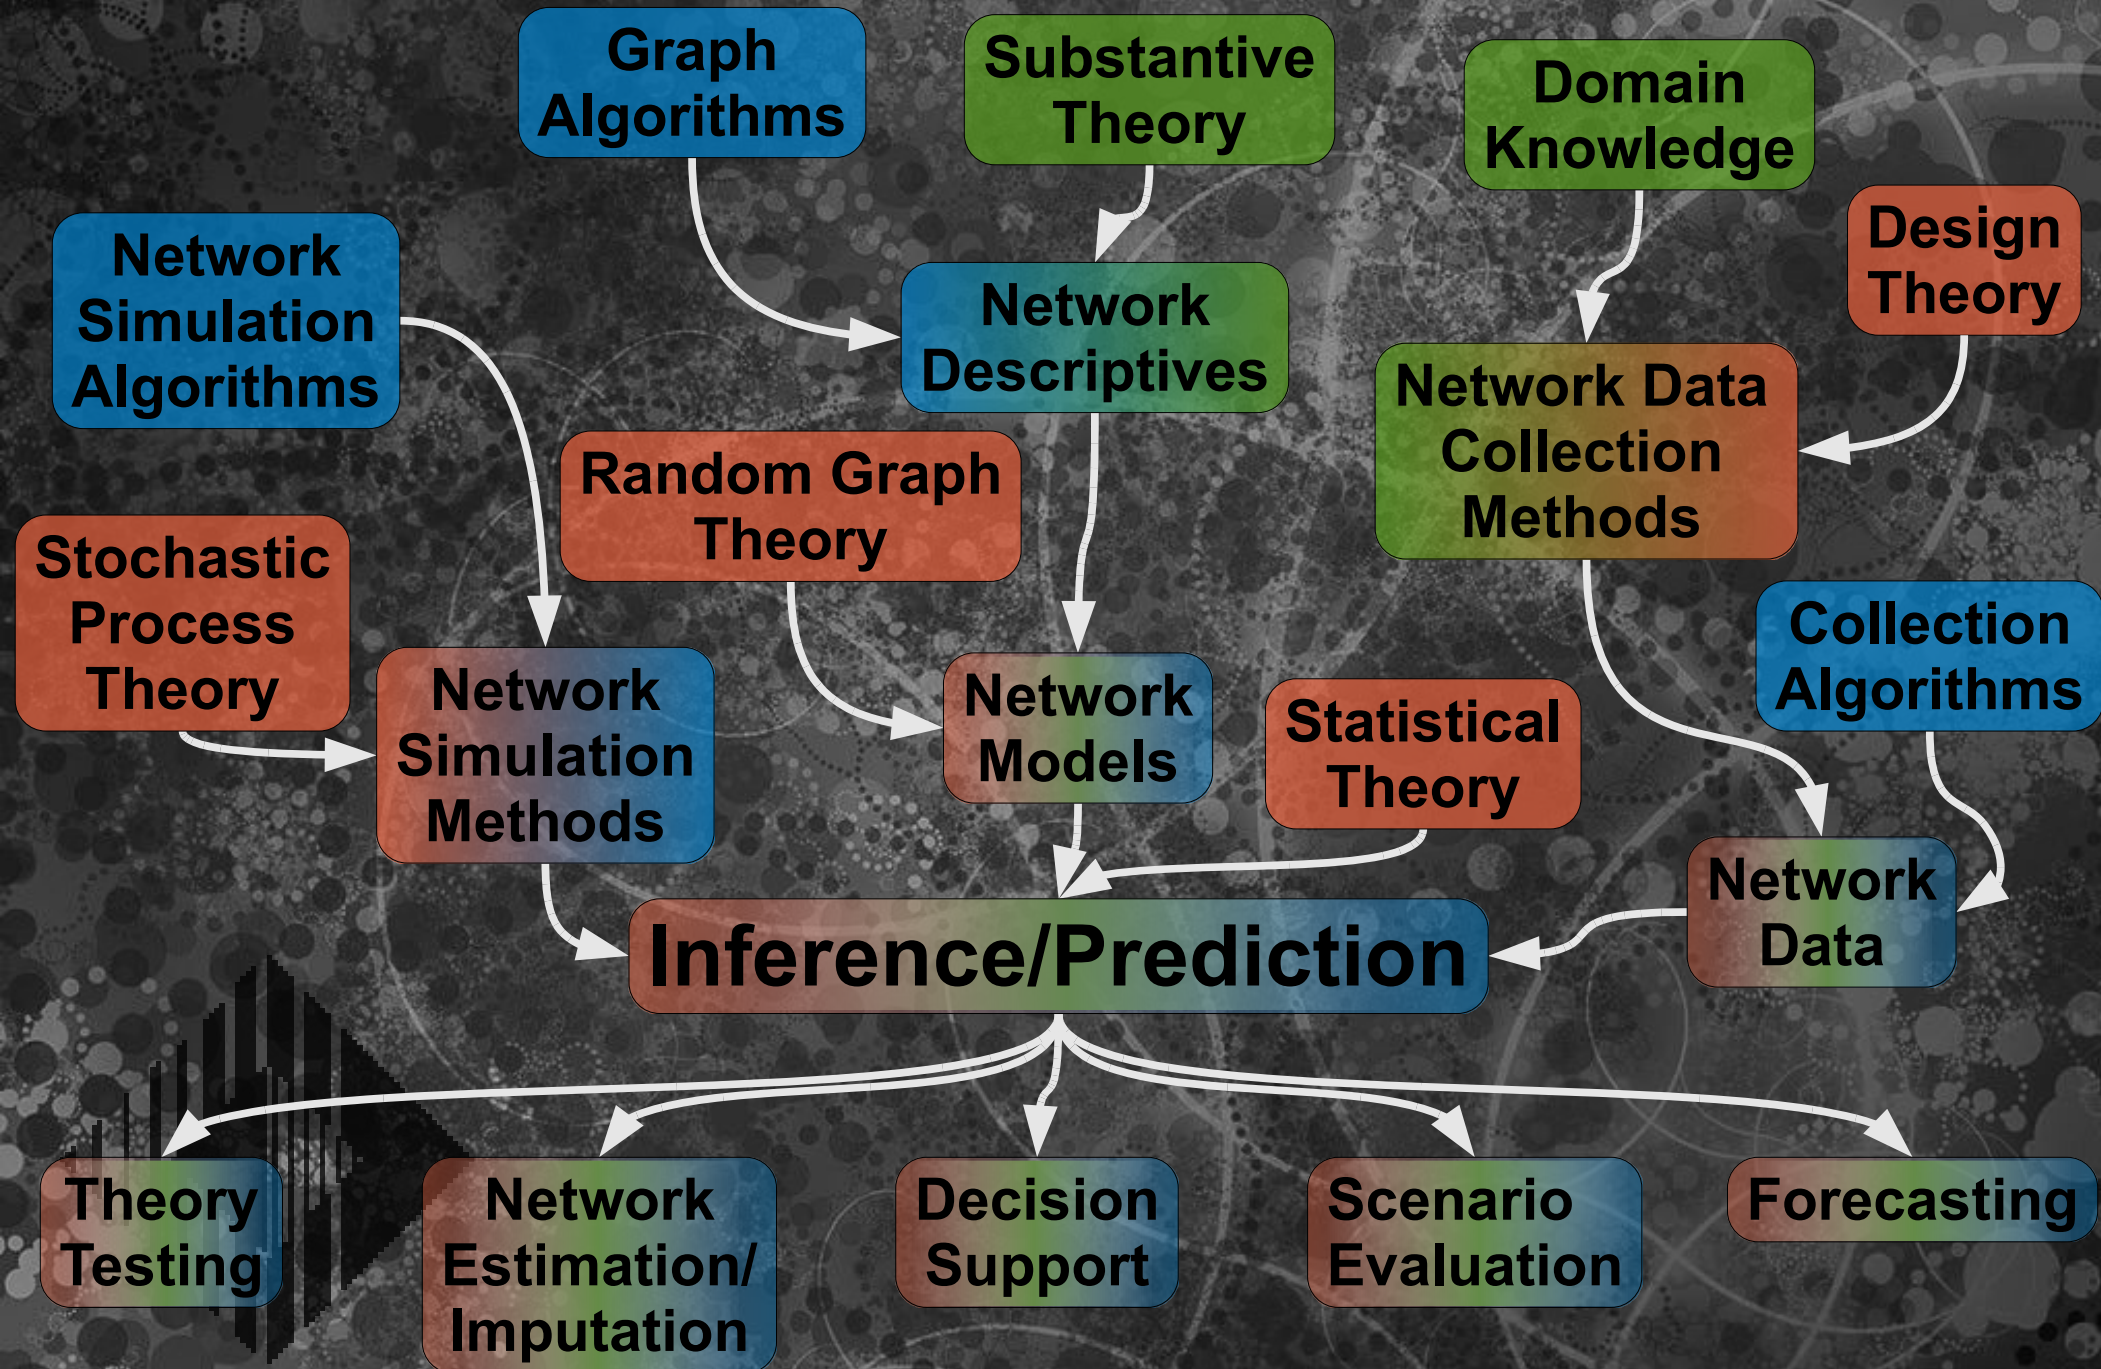 Graph
Algorithms
Substantive
Theory
Domain
Knowledge
Design
Theory
Network
Simulation
Algorithms
Network
Descriptives
Network Data
Collection
Methods
Random Graph
Theory
Stochastic
Process
Theory
Collection
Algorithms
Network
Simulation
Methods
Network
Models
Statistical
Theory
Network
Data
Inference/Prediction
Theory
Testing
Network
Estimation/
Imputation
Decision
Support
Scenario
Evaluation
Forecasting